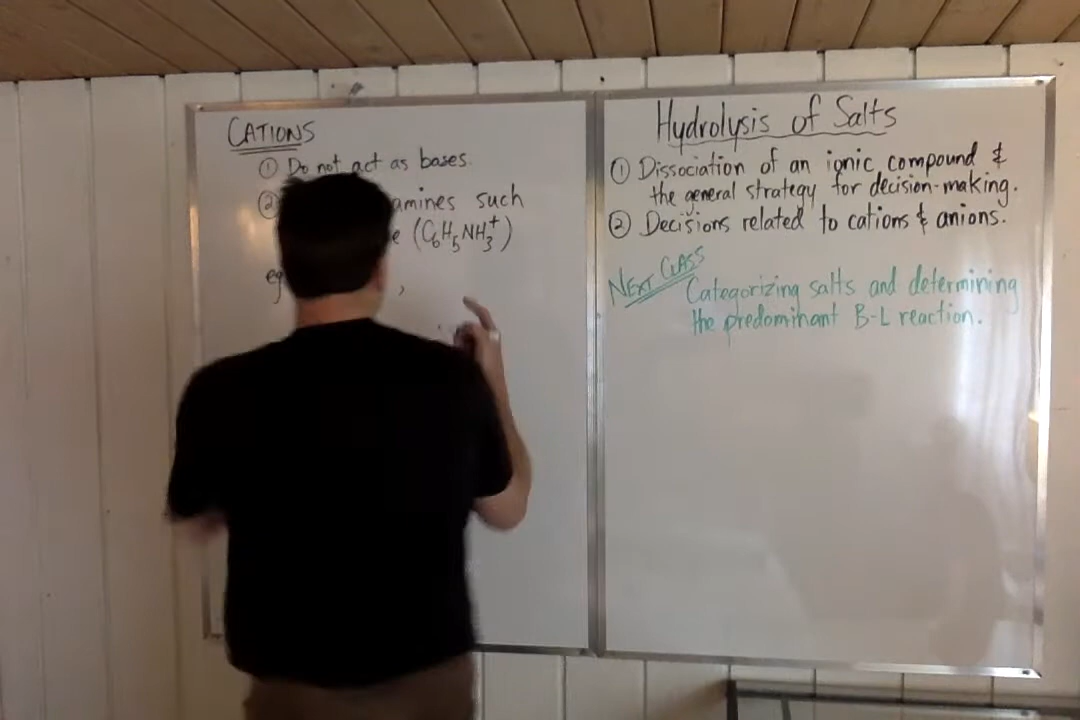 CATIONS
① Do not act as bases.
② amines such
(C₆H₅NH₃⁺)
eg
,
Hydrolysis of Salts
① Dissociation of an ionic compound &
the general strategy for decision-making.
② Decisions related to cations & anions.
NEXT CLASS
Categorizing salts and determining
the predominant B-L reaction.